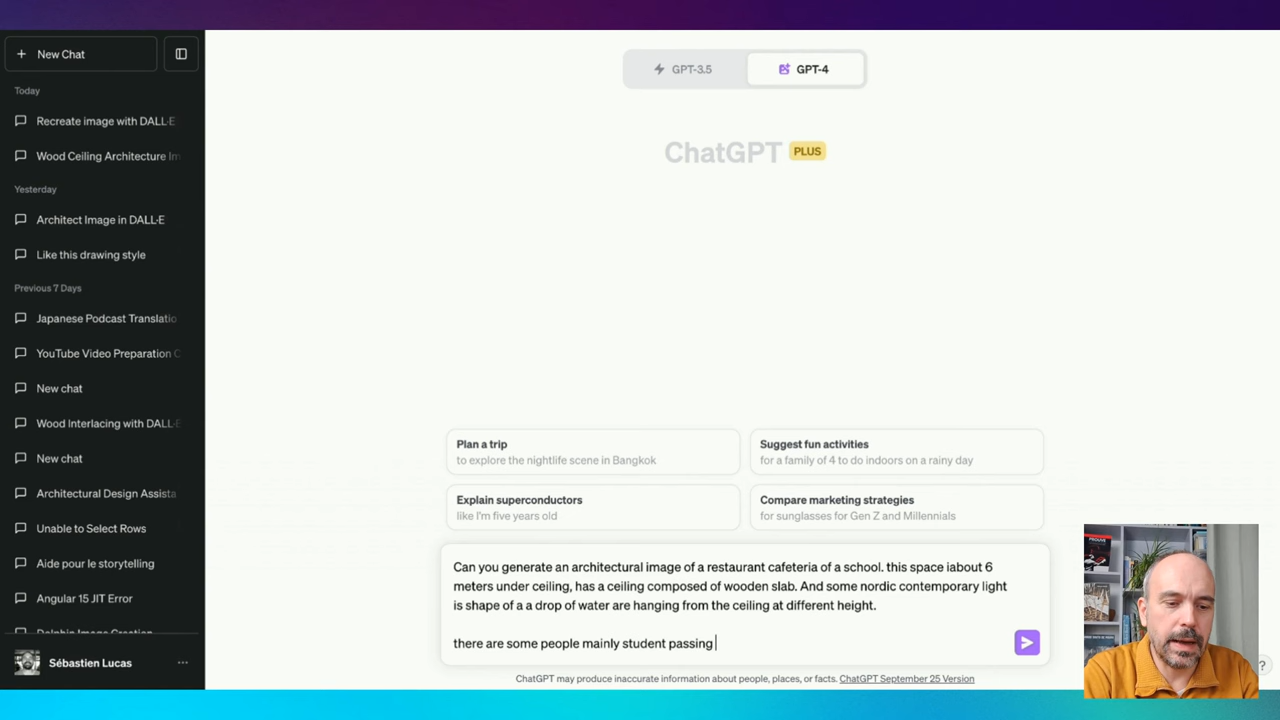 New Chat
Today
Recreate image with DALL·E
Wood Ceiling Architecture Im
Yesterday
Architect Image in DALL·E
Like this drawing style
Previous 7 Days
Japanese Podcast Translatio
YouTube Video Preparation C
New chat
Wood Interlacing with DALL·E
New chat
Architectural Design Assista
Unable to Select Rows
Aide pour le storytelling
Angular 15 JIT Error
Dolphin Image Creation
Sébastien Lucas
GPT-3.5
GPT-4
ChatGPT PLUS
Plan a trip
to explore the nightlife scene in Bangkok
Suggest fun activities
for a family of 4 to do indoors on a rainy day
Explain superconductors
like I'm five years old
Compare marketing strategies
for sunglasses for Gen Z and Millennials
Can you generate an architectural image of a restaurant cafeteria of a school. this space iabout 6
meters under ceiling, has a ceiling composed of wooden slab. And some nordic contemporary light
is shape of a a drop of water are hanging from the ceiling at different height.
there are some people mainly student passing
ChatGPT may produce inaccurate information about people, places, or facts. ChatGPT September 25 Version
?